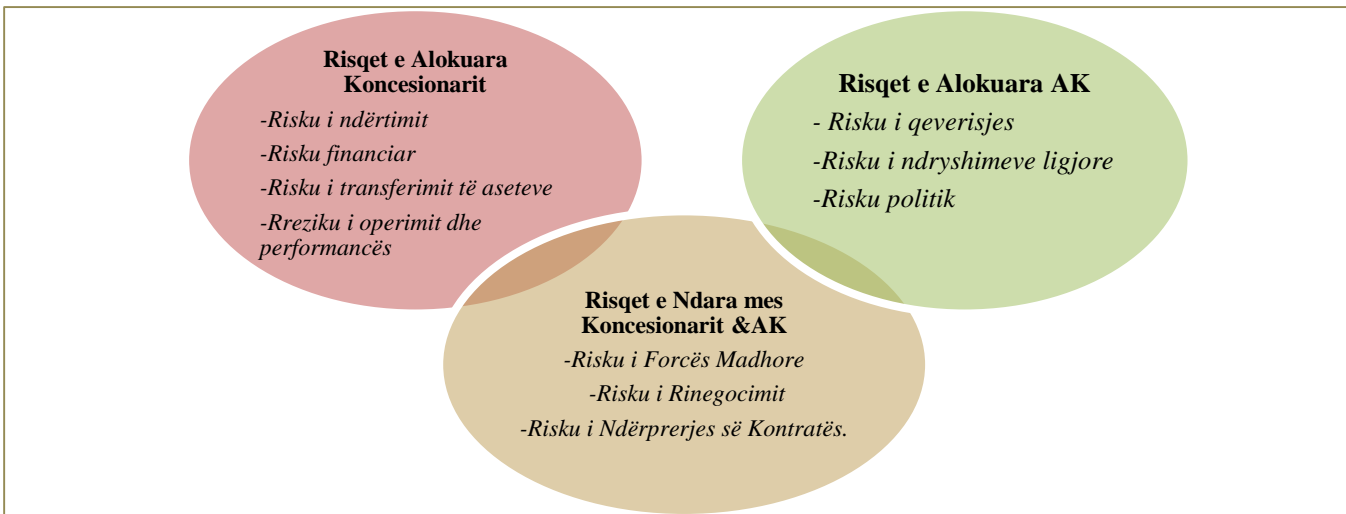 Risqet e Alokuara
Koncesionarit
-Risku i ndërtimit
-Risku financiar
-Risku i transferimit të aseteve
-Rreziku i operimit dhe
performancës
Risqet e Alokuara AK
- Risku i qeverisjes
-Risku i ndryshimeve ligjore
-Risku politik
Risqet e Ndara mes
Koncesionarit &AK
-Risku i Forcës Madhore
-Risku i Rinegocimit
-Risku i Ndërprerjes së Kontratës.